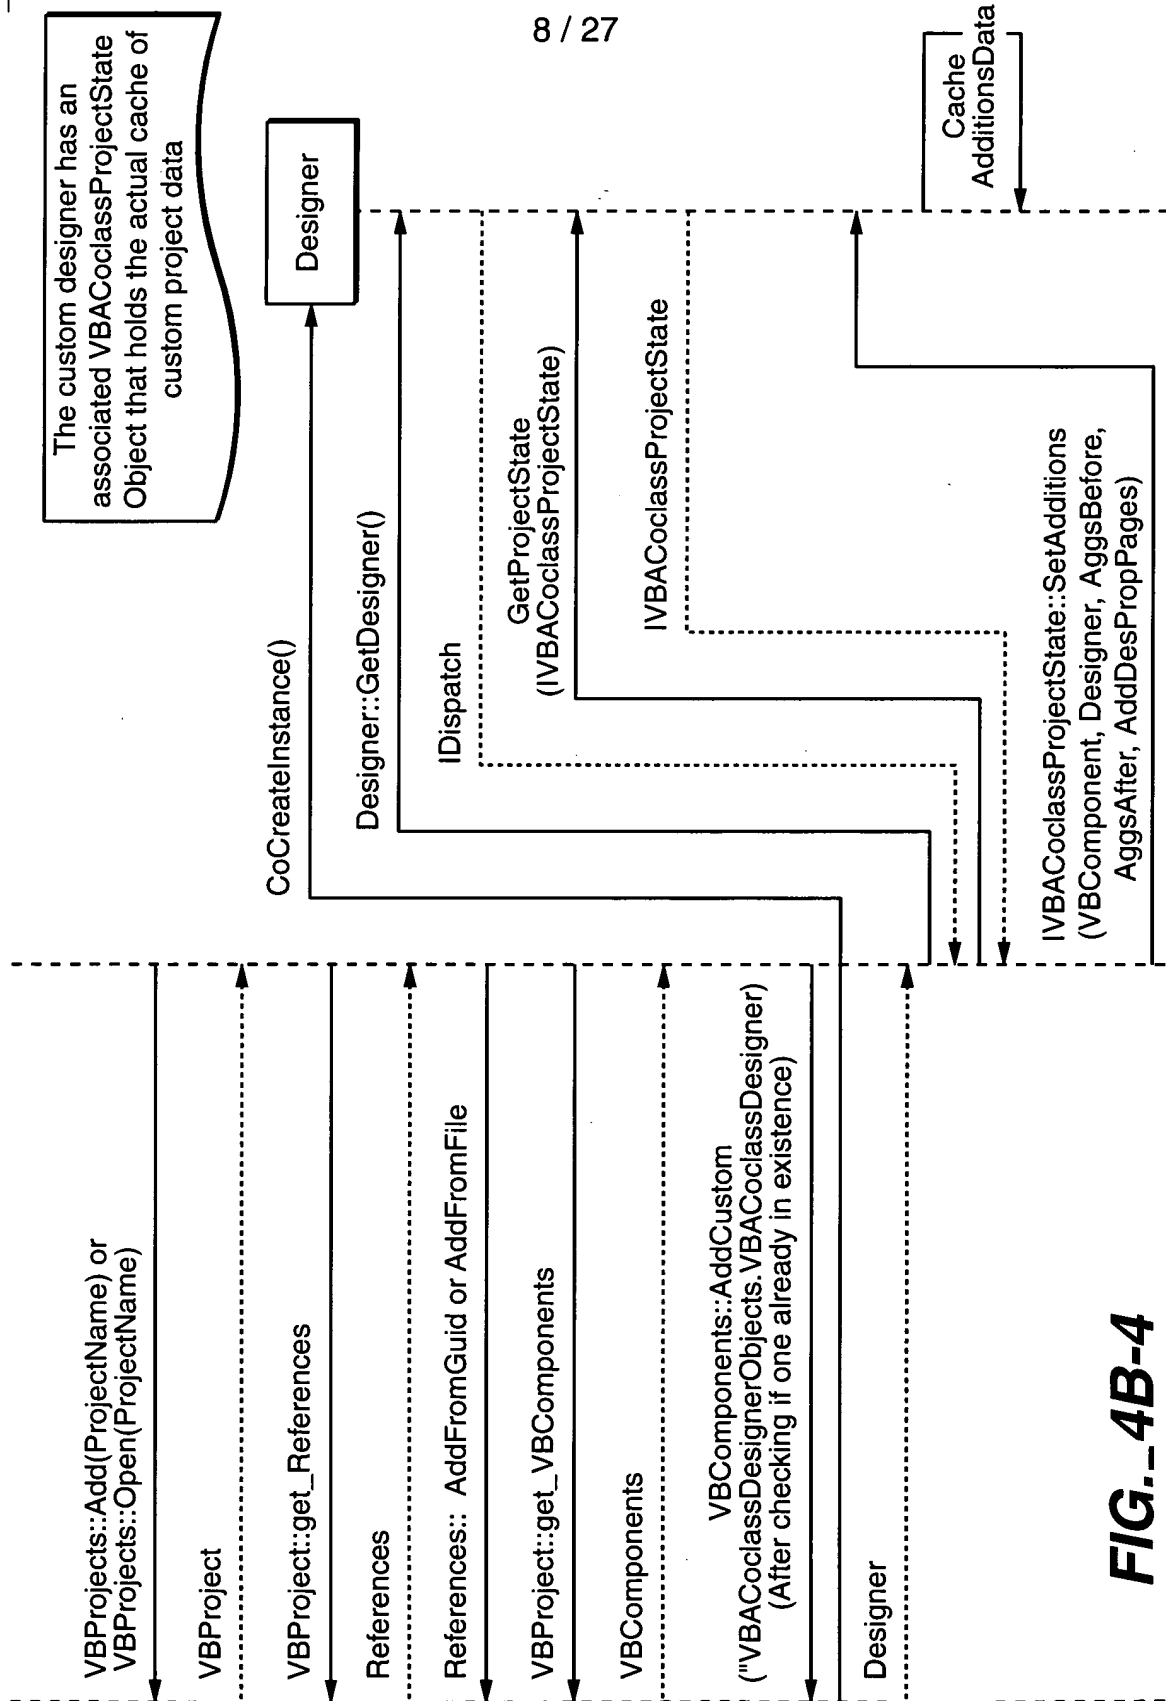 8 / 27
The custom designer has an
associated VBACoclassProjectState
Object that holds the actual cache of
custom project data
Designer
VBProjects::Add(ProjectName) or
VBProjects::Open(ProjectName)
VBProject
VBProject::get_References
References
References:: AddFromGuid or AddFromFile
VBProject::get_VBComponents
VBComponents
VBComponents::AddCustom
("VBACoclassDesignerObjects.VBACoclassDesigner)
(After checking if one already in existence)
CoCreateInstance()
Designer
Designer::GetDesigner()
IDispatch
GetProjectState
(IVBACoclassProjectState)
IVBACoclassProjectState
IVBACoclassProjectState::SetAdditions
(VBComponent, Designer, AggsBefore,
AggsAfter, AddDesPropPages)
Cache
AdditionsData
FIG._4B-4